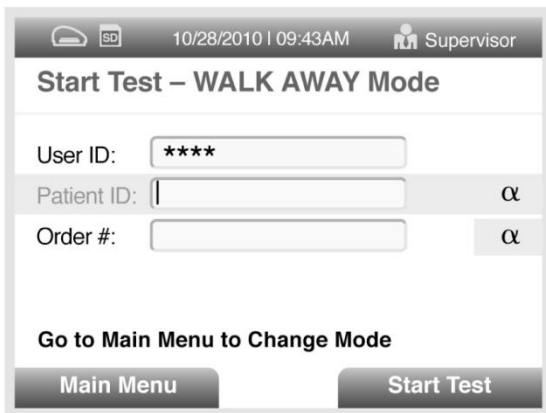 SD 10/28/2010 | 09:43AM Supervisor
Start Test – WALK AWAY Mode
User ID: ****
Patient ID: α
Order #: α
Go to Main Menu to Change Mode
Main Menu Start Test